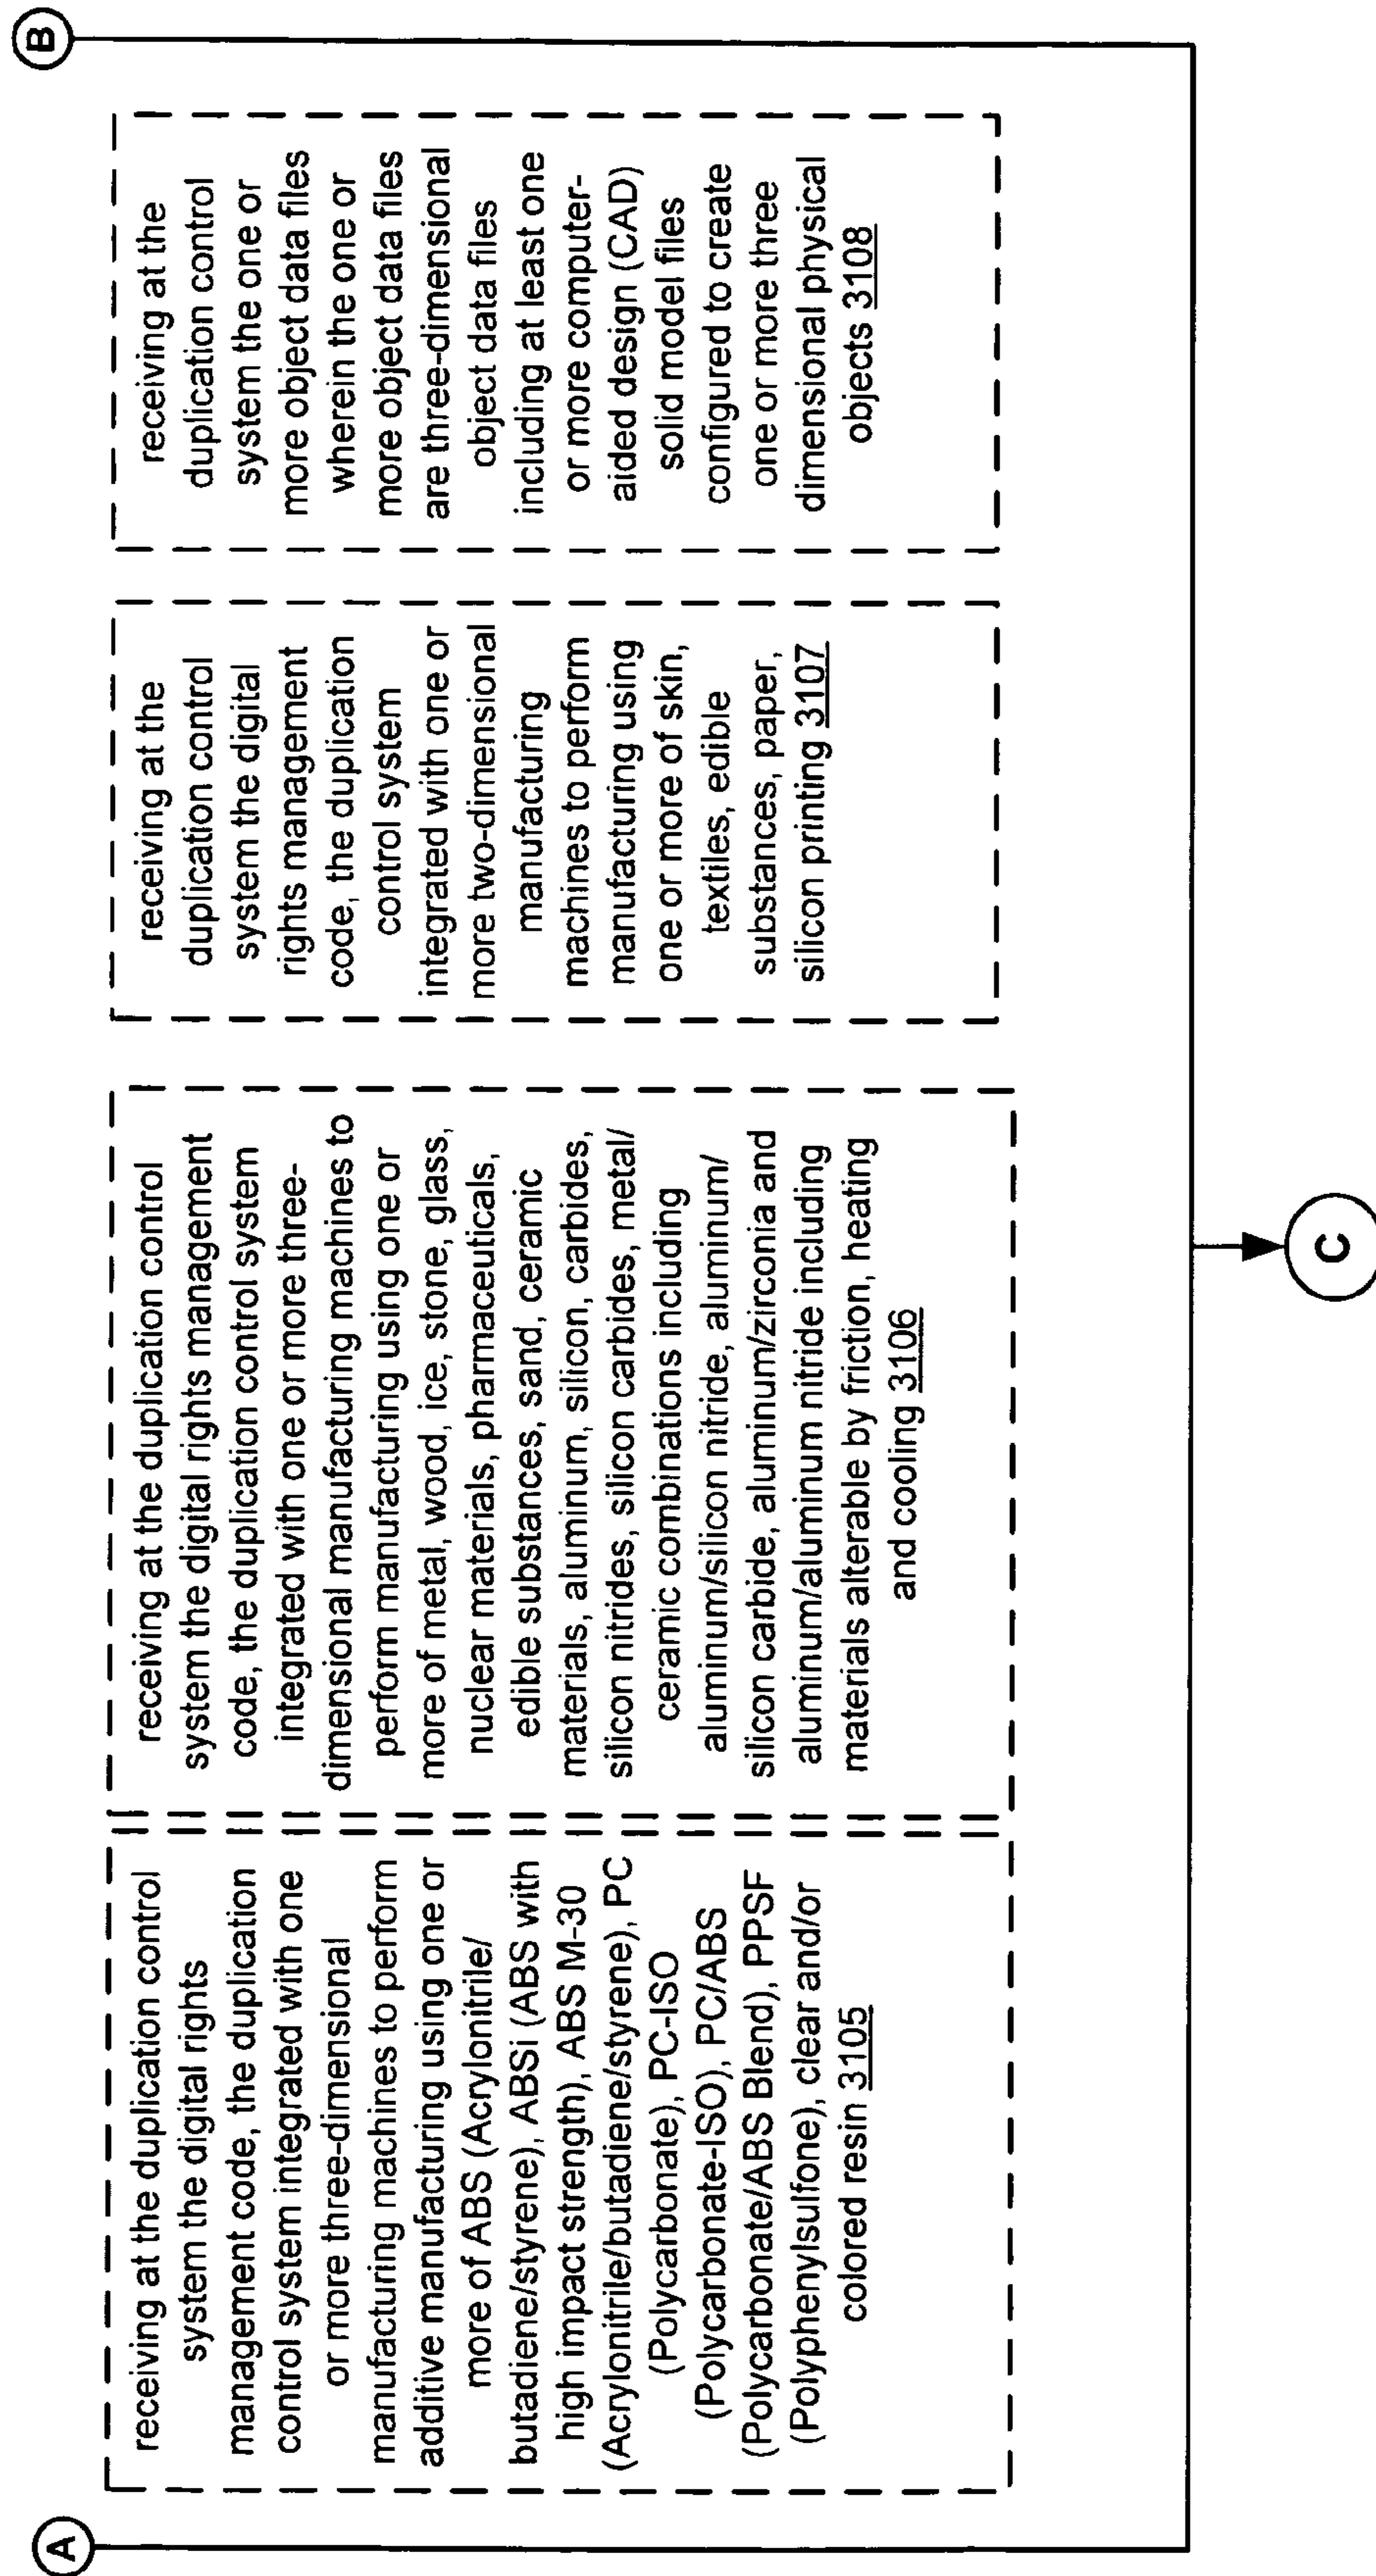 A
B
receiving at the duplication control
system the digital rights
management code, the duplication
control system integrated with one
or more three-dimensional
manufacturing machines to perform
additive manufacturing using one or
more of ABS (Acrylonitrile/
butadiene/styrene), ABSi (ABS with
high impact strength), ABS M-30
(Acrylonitrile/butadiene/styrene), PC
(Polycarbonate), PC-ISO
(Polycarbonate-ISO), PC/ABS
(Polycarbonate/ABS Blend), PPSF
(Polyphenylsulfone), clear and/or
colored resin 3105
receiving at the duplication control
system the digital rights management
code, the duplication control system
integrated with one or more three-
dimensional manufacturing machines to
perform manufacturing using one or
more of metal, wood, ice, stone, glass,
nuclear materials, pharmaceuticals,
edible substances, sand, ceramic
materials, aluminum, silicon, carbides,
silicon nitrides, silicon carbides, metal/
ceramic combinations including
aluminum/silicon nitride, aluminum/
silicon carbide, aluminum/zirconia and
aluminum/aluminum nitride including
materials alterable by friction, heating
and cooling 3106
receiving at the
duplication control
system the digital
rights management
code, the duplication
control system
integrated with one or
more two-dimensional
manufacturing
machines to perform
manufacturing using
one or more of skin,
textiles, edible
substances, paper,
silicon printing 3107
receiving at the
duplication control
system the one or
more object data files
wherein the one or
more object data files
are three-dimensional
object data files
including at least one
or more computer-
aided design (CAD)
solid model files
configured to create
one or more three
dimensional physical
objects 3108
C